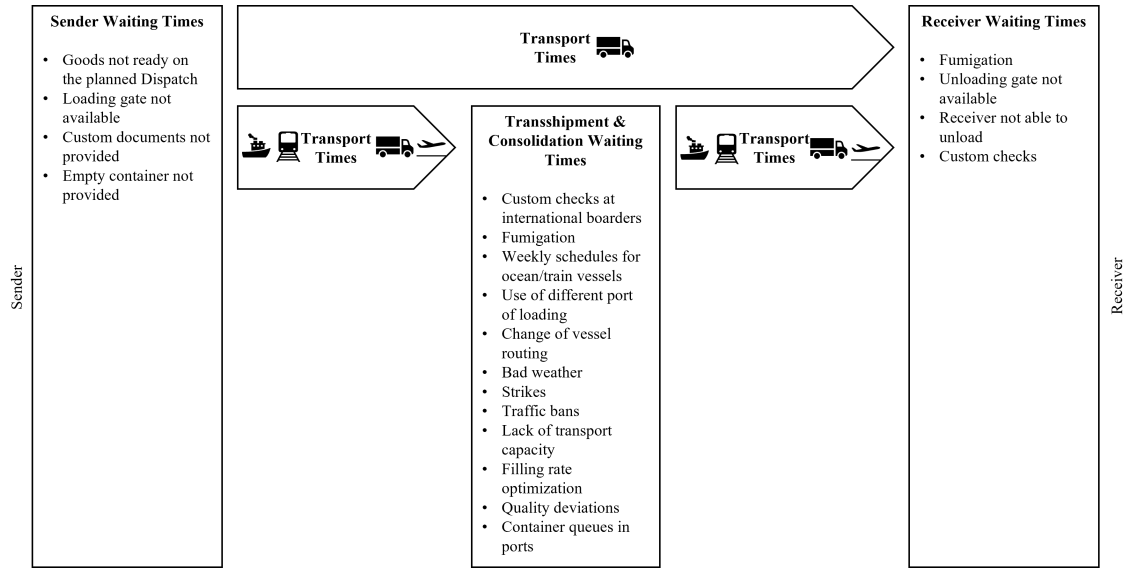 Sender
Sender Waiting Times
• Goods not ready on
the planned Dispatch
• Loading gate not
available
• Custom documents not
provided
• Empty container not
provided
Transport
Times
Transport
Times
Transshipment &
Consolidation Waiting
Times
• Custom checks at
international boarders
• Fumigation
• Weekly schedules for
ocean/train vessels
• Use of different port
of loading
• Change of vessel
routing
• Bad weather
• Strikes
• Traffic bans
• Lack of transport
capacity
• Filling rate
optimization
• Quality deviations
• Container queues in
ports
Transport
Times
Receiver Waiting Times
• Fumigation
• Unloading gate not
available
• Receiver not able to
unload
• Custom checks
Receiver